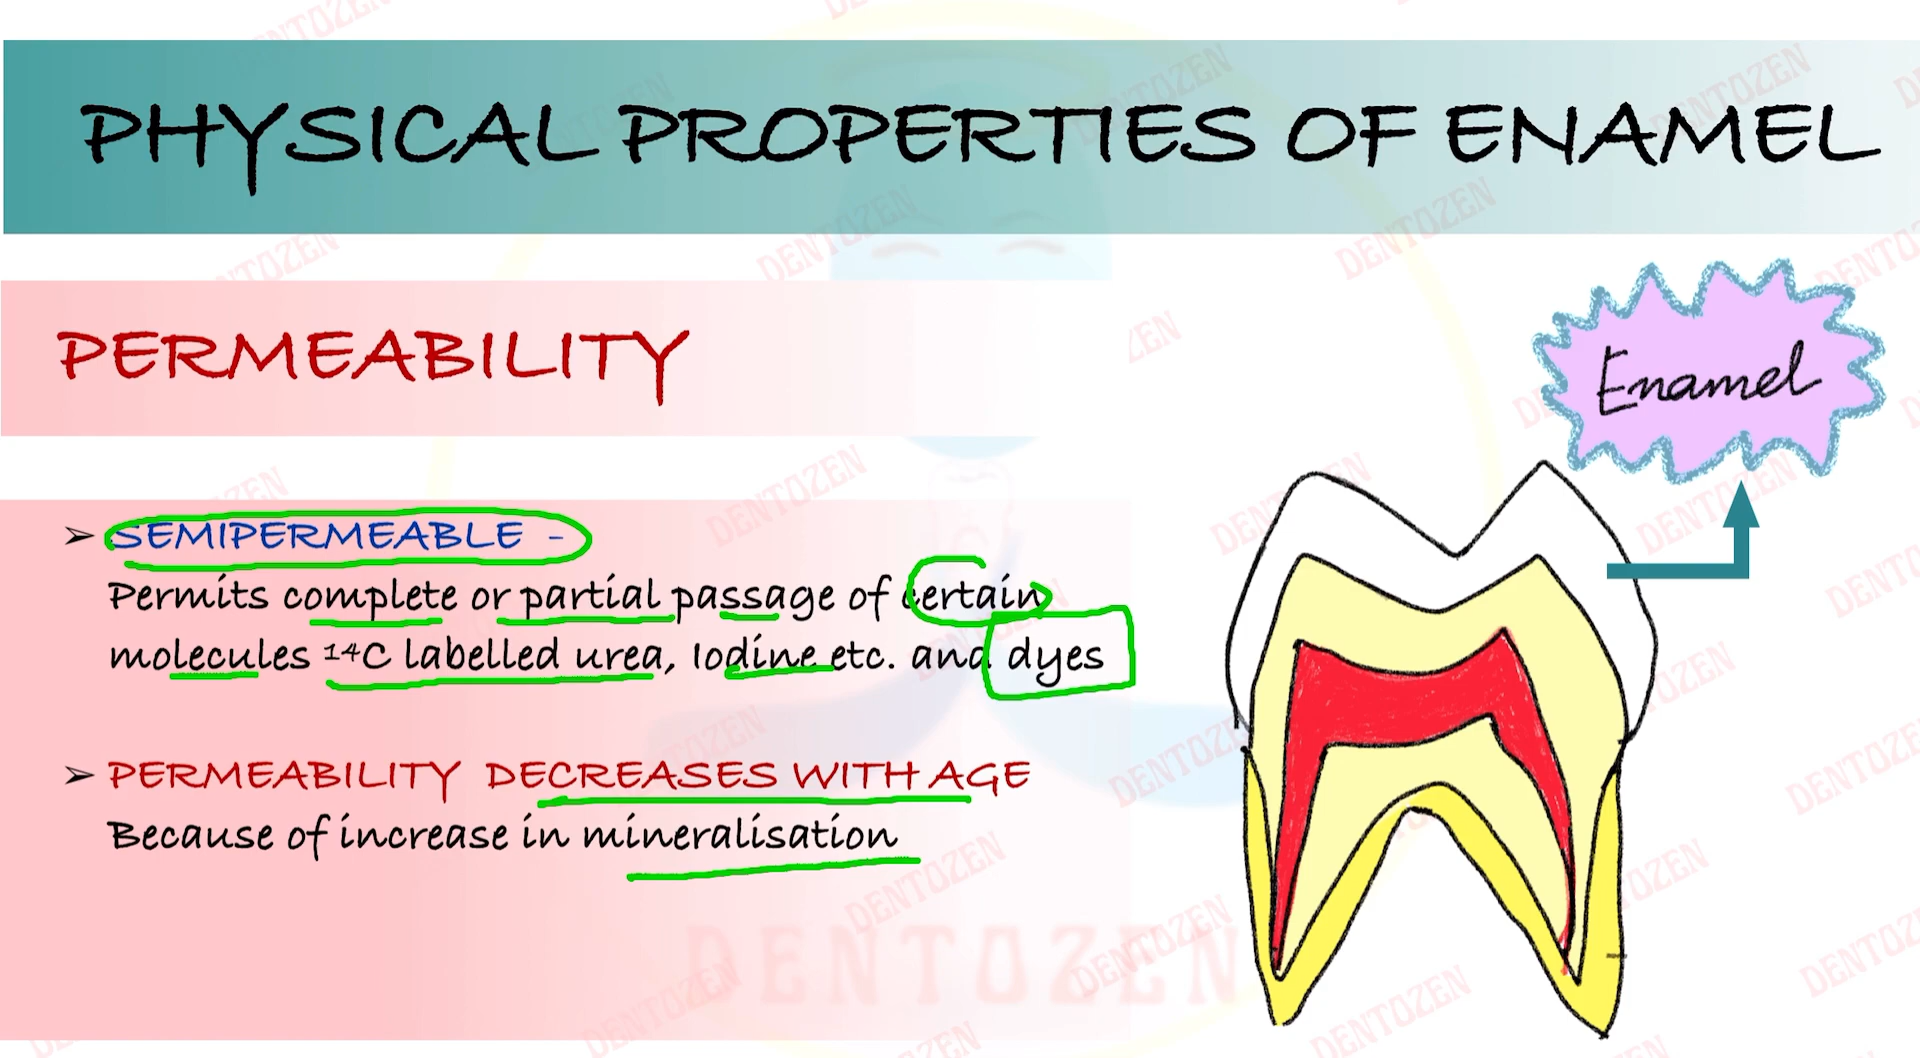 PHYSICAL PROPERTIES OF ENAMEL
PERMEABILITY
Enamel
➢ SEMIPERMEABLE -
Permits complete or partial passage of certain
molecules ¹⁴C labelled urea, Iodine etc. and dyes
➢ PERMEABILITY DECREASES WITH AGE
Because of increase in mineralisation
DENTOZEN